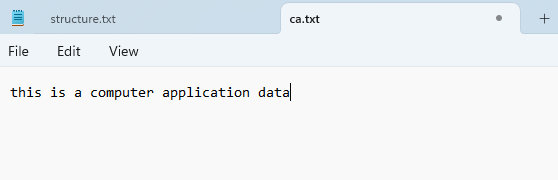 structure.txt
ca.txt
File Edit View
this is a computer application data